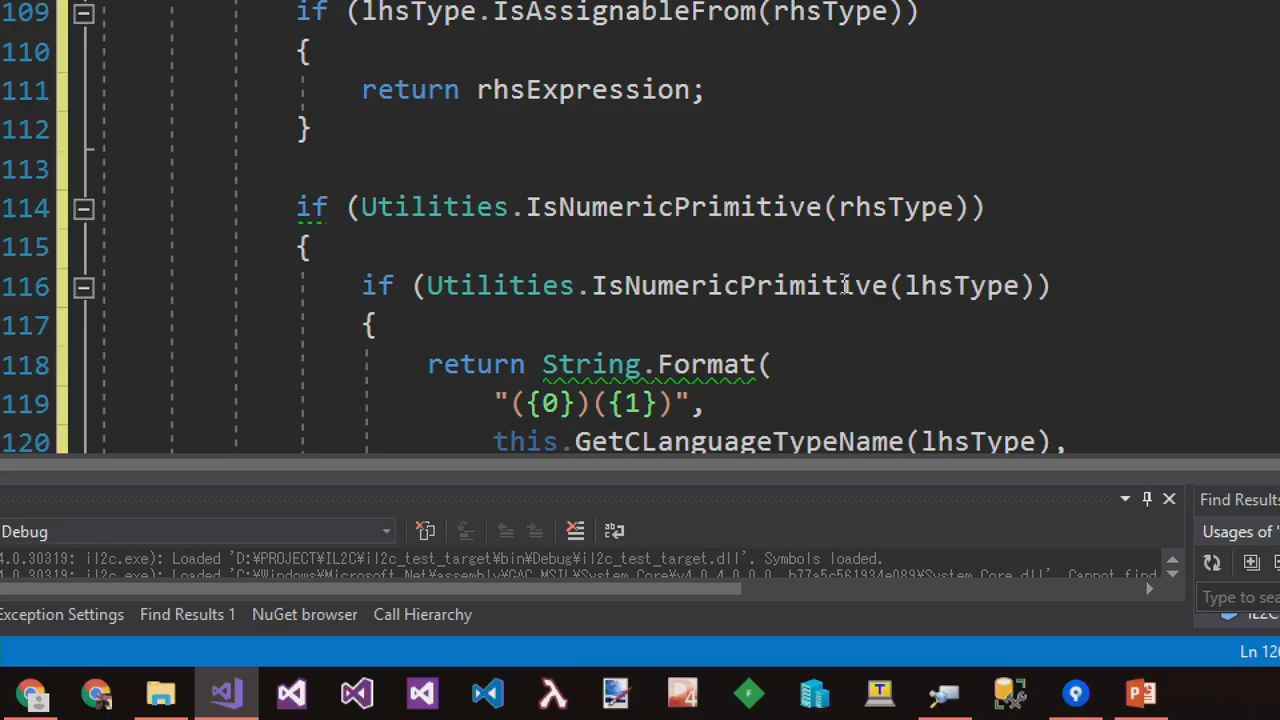 109 if (lhsType.IsAssignableFrom(rhsType))
110 {
111 return rhsExpression;
112 }
113
114 if (Utilities.IsNumericPrimitive(rhsType))
115 {
116 if (Utilities.IsNumericPrimitive(lhsType))
117 {
118 return String.Format(
119 "({0})({1})",
120 this.GetCLanguageTypeName(lhsType),
Find Results
Debug
Usages of '
4.0.30319: il2c.exe): Loaded 'D:¥PROJECT¥IL2C¥il2c_test_target¥bin¥Debug¥il2c_test_target.dll'. Symbols loaded.
4.0.30319: il2c.exe): Loaded 'C:¥Windows¥Microsoft.Net¥assembly¥GAC_MSIL¥System.Core¥v4.0_4.0.0.0__b77a5c561934e089¥System.Core.dll'. Cannot find
Type to sea
IL2C
xception Settings Find Results 1 NuGet browser Call Hierarchy
Ln 120